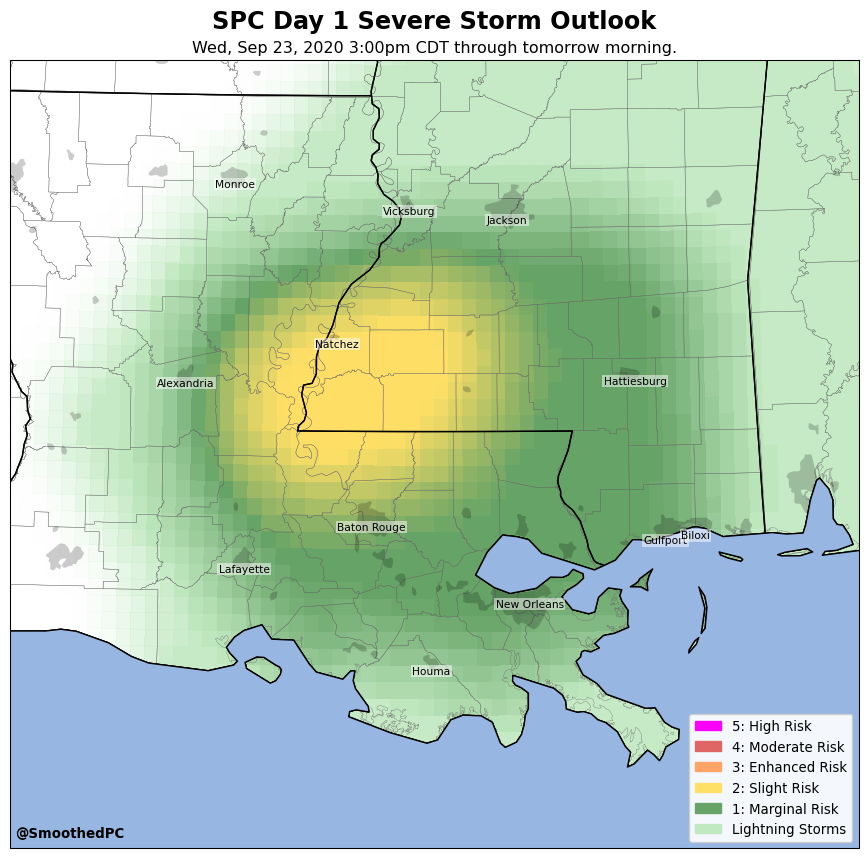 SPC Day 1 Severe Storm Outlook
Wed, Sep 23, 2020 3:00pm CDT through tomorrow morning.
Monroe
Vicksburg
Jackson
Natchez
Alexandria
Hattiesburg
Baton Rouge
Gulfport
Biloxi
Lafayette
New Orleans
Houma
5: High Risk
4: Moderate Risk
3: Enhanced Risk
2: Slight Risk
1: Marginal Risk
Lightning Storms
@SmoothedPC